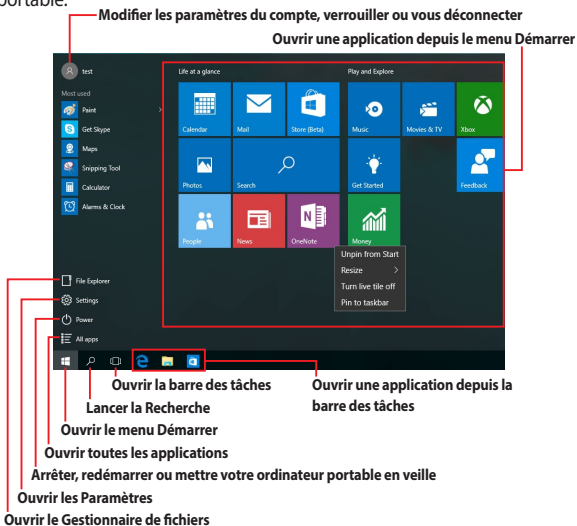 portable.
Modifier les paramètres du compte, verrouiller ou vous déconnecter
Ouvrir une application depuis le menu Démarrer
test
Life at a glance
Play and Explore
Most used
Paint
Get Skype
Maps
Snipping Tool
Calculator
Alarms & Clock
Calendar
Mail
Store (Beta)
Music
Movies & TV
Xbox
Photos
Search
Get Started
Feedback
People
News
OneNote
Money
Unpin from Start
Resize
Turn live tile off
Pin to taskbar
File Explorer
Settings
Power
All apps
Ouvrir la barre des tâches
Ouvrir une application depuis la
barre des tâches
Lancer la Recherche
Ouvrir le menu Démarrer
Ouvrir toutes les applications
Arrêter, redémarrer ou mettre votre ordinateur portable en veille
Ouvrir les Paramètres
Ouvrir le Gestionnaire de fichiers